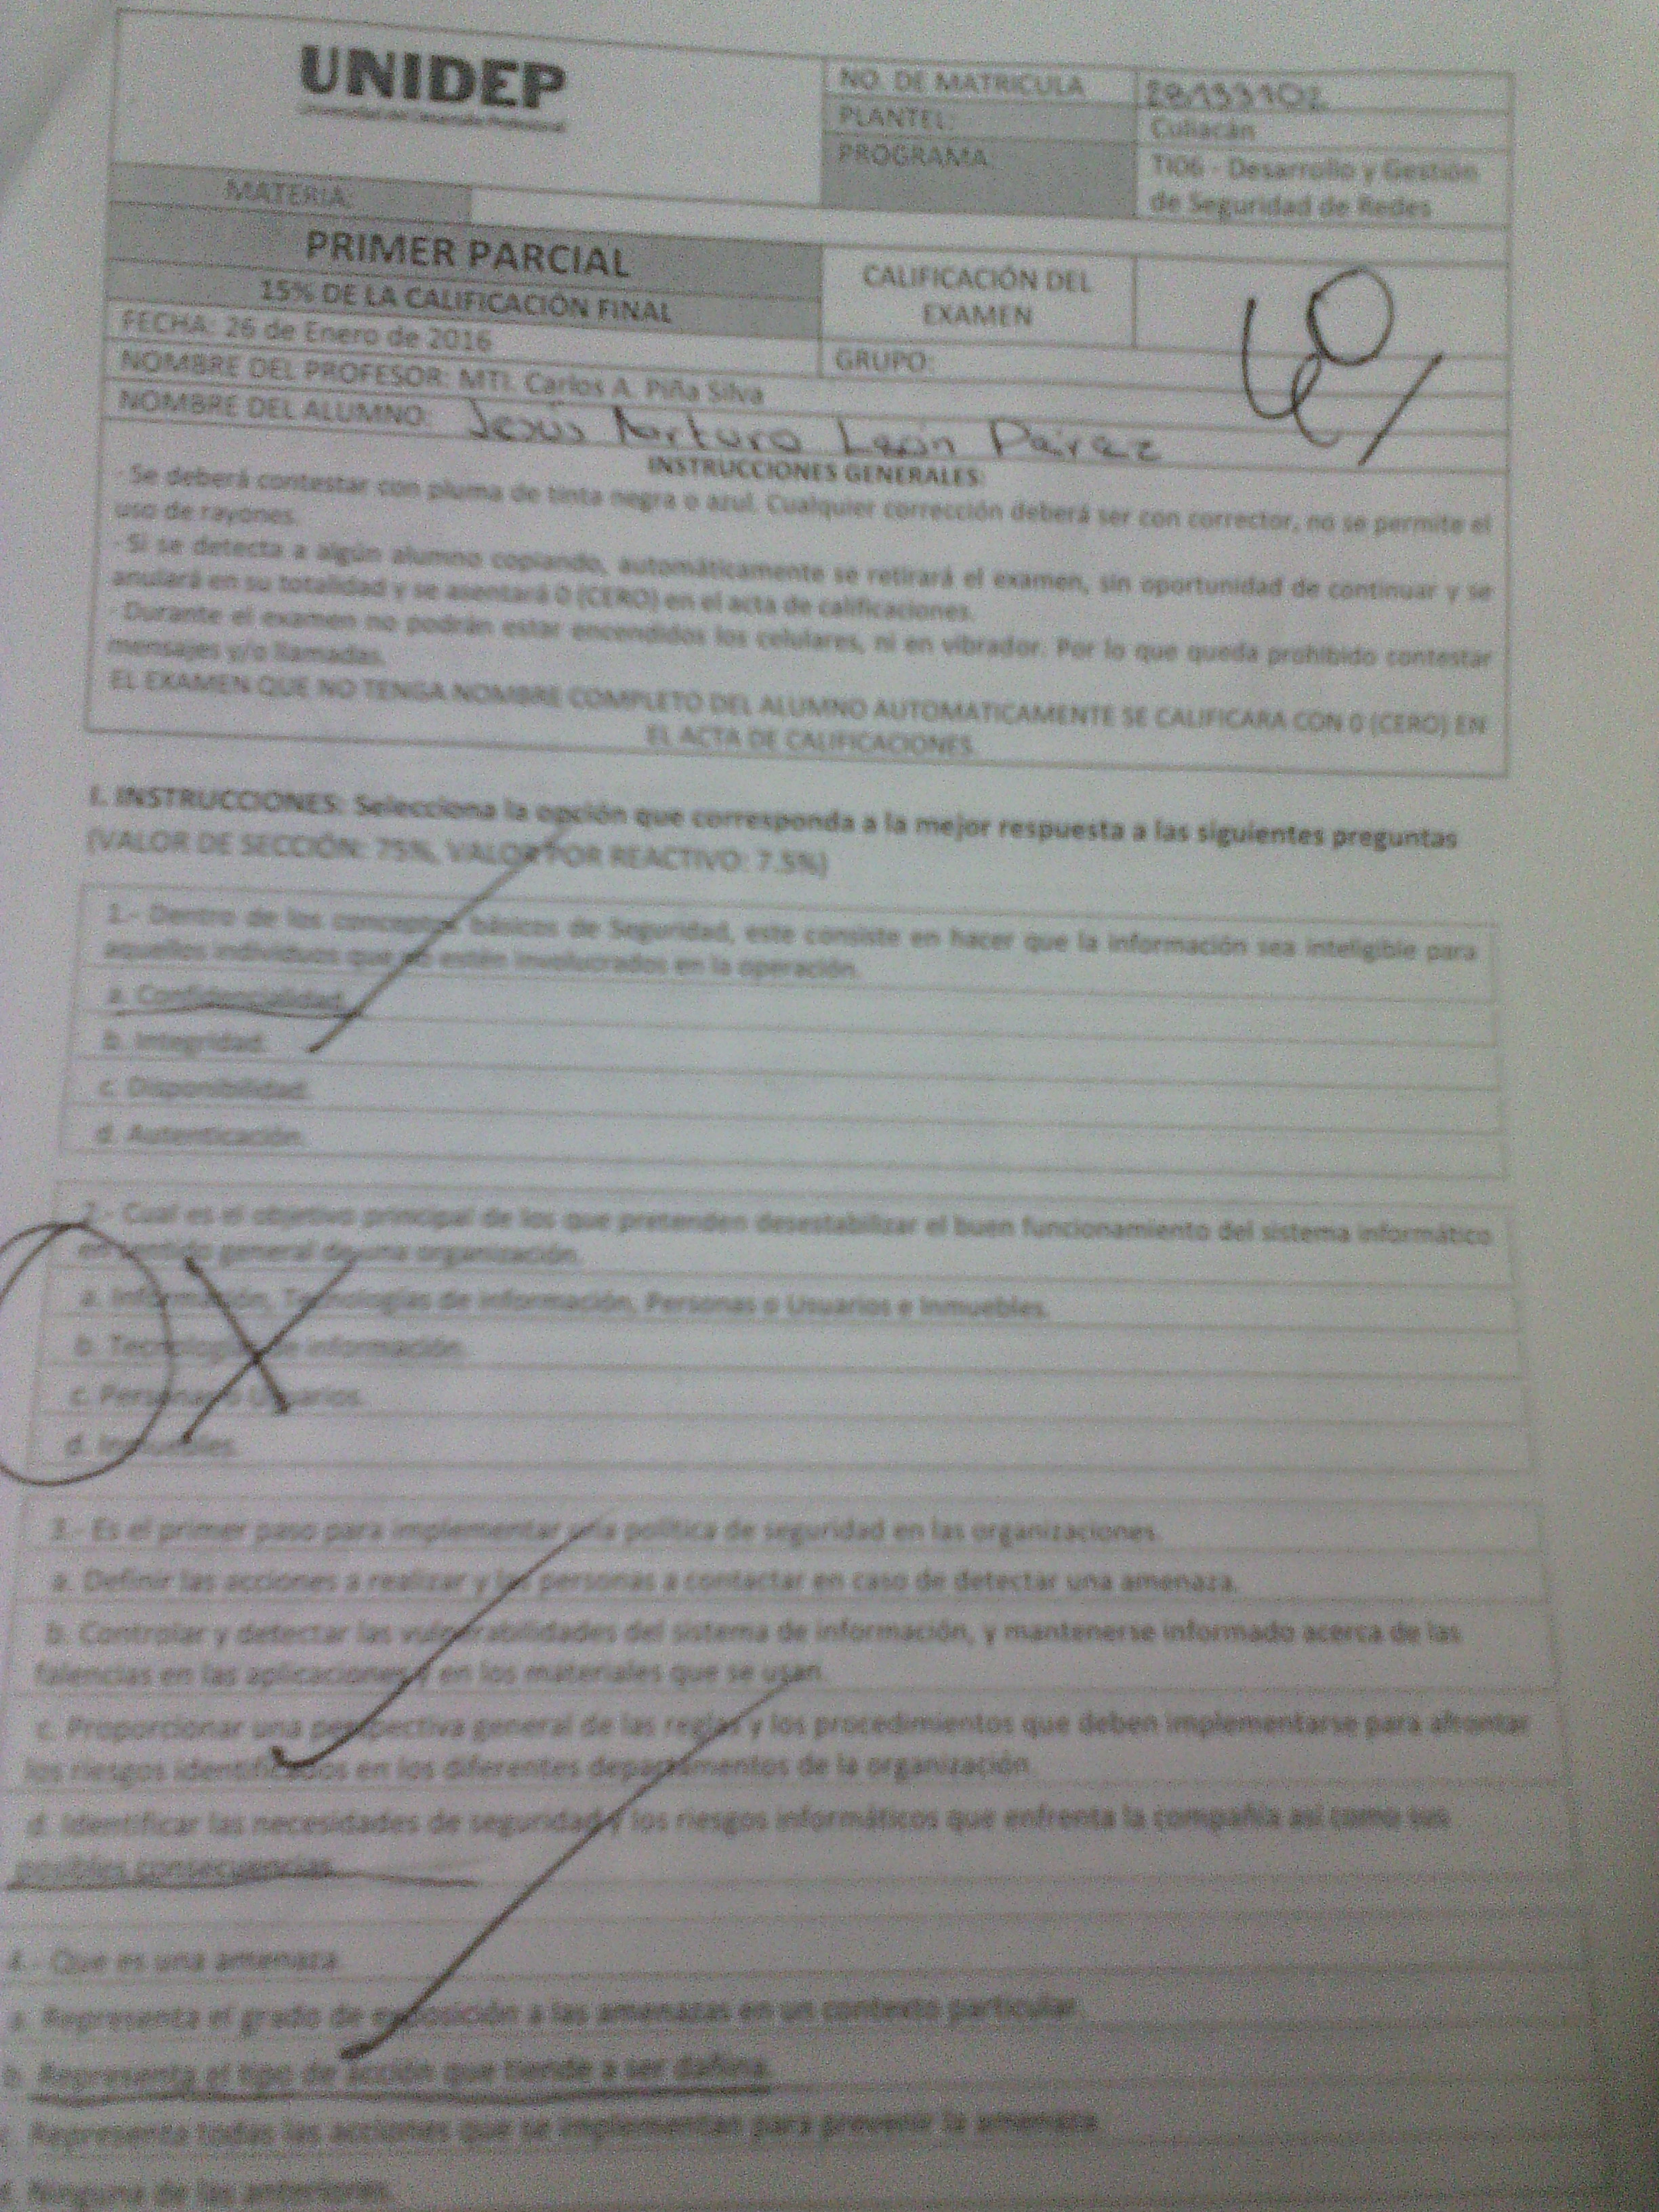 UNIDEP
Universidad del Desarrollo Profesional
NO. DE MATRICULA
PLANTEL: Culiacán
PROGRAMA: TI06 - Desarrollo y Gestión
de Seguridad de Redes
MATERIA:
PRIMER PARCIAL
15% DE LA CALIFICACIÓN FINAL
CALIFICACIÓN DEL
EXAMEN
FECHA: 26 de Enero de 2016
GRUPO:
NOMBRE DEL PROFESOR: MTI. Carlos A. Piña Silva
NOMBRE DEL ALUMNO: Jesús Arturo León Pairez
INSTRUCCIONES GENERALES:
- Se deberá contestar con pluma de tinta negra o azul. Cualquier corrección deberá ser con corrector, no se permite el
uso de rayones.
- Si se detecta a algún alumno copiando, automáticamente se retirará el examen, sin oportunidad de continuar y se
anulará en su totalidad y se asentará 0 (CERO) en el acta de calificaciones.
- Durante el examen no podrán estar encendidos los celulares, ni en vibrador. Por lo que queda prohibido contestar
mensajes y/o llamadas.
EL EXAMEN QUE NO TENGA NOMBRE COMPLETO DEL ALUMNO AUTOMATICAMENTE SE CALIFICARA CON 0 (CERO) EN
EL ACTA DE CALIFICACIONES
I. INSTRUCCIONES: Selecciona la opción que corresponda a la mejor respuesta a las siguientes preguntas
(VALOR DE SECCIÓN: 75%, VALOR POR REACTIVO: 7.5%)
1.- Dentro de los conceptos básicos de Seguridad, este consiste en hacer que la información sea inteligible para
aquellos individuos que no estén involucrados en la operación.
a. Confidencialidad.
b. Integridad.
c. Disponibilidad.
d. Autenticación.
2.- Cual es el objetivo principal de los que pretenden desestabilizar el buen funcionamiento del sistema informático
en sentido general de una organización.
a. Información, Tecnologías de información, Personas o Usuarios e Inmuebles.
b. Tecnologías de información.
c. Personas o Usuarios.
d. Inmuebles.
3.- Es el primer paso para implementar una política de seguridad en las organizaciones.
a. Definir las acciones a realizar y las personas a contactar en caso de detectar una amenaza.
b. Controlar y detectar las vulnerabilidades del sistema de información, y mantenerse informado acerca de las
falencias en las aplicaciones y en los materiales que se usan.
c. Proporcionar una perspectiva general de las reglas y los procedimientos que deben implementarse para afrontar
los riesgos identificados en los diferentes departamentos de la organización.
d. Identificar las necesidades de seguridad y los riesgos informáticos que enfrenta la compañía así como sus
posibles consecuencias.
4.- Que es una amenaza.
a. Representa el grado de exposición a las amenazas en un contexto particular.
b. Representa el tipo de acción que tiende a ser dañina.
c. Representa todas las acciones que se implementan para prevenir la amenaza.
d. Ninguna de las anteriores.